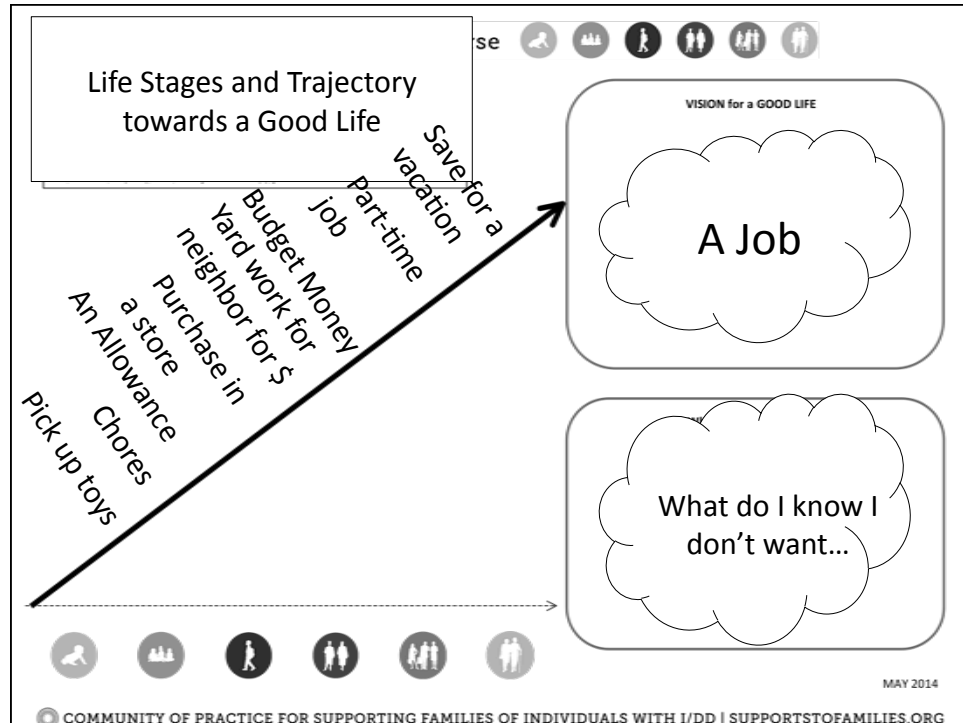 rse
Life Stages and Trajectory
towards a Good Life
VISION for a GOOD LIFE
A Job
Save for a
vacation
Part-time
job
Budget Money
Yard work for
neighbor for $
Purchase in
a store
An Allowance
Chores
Pick up toys
What do I know I
don't want...
MAY 2014
COMMUNITY OF PRACTICE FOR SUPPORTING FAMILIES OF INDIVIDUALS WITH I/DD | SUPPORTSTOFAMILIES.ORG